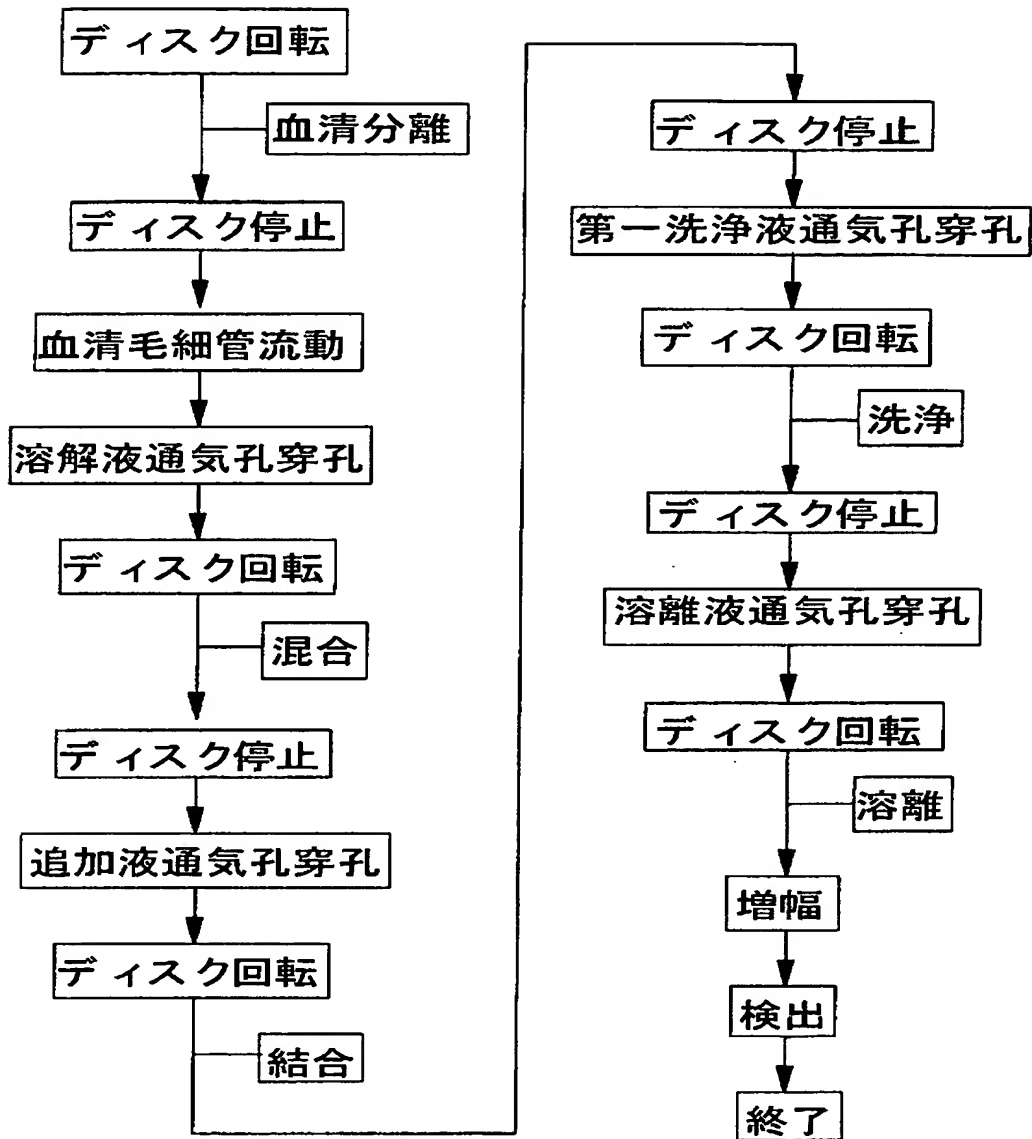 ディスク回転
血清分離
ディスク停止
血清毛細管流動
溶解液通気孔穿孔
ディスク回転
混合
ディスク停止
追加液通気孔穿孔
ディスク回転
結合
ディスク停止
第一洗浄液通気孔穿孔
ディスク回転
洗浄
ディスク停止
溶離液通気孔穿孔
ディスク回転
溶離
増幅
検出
終了